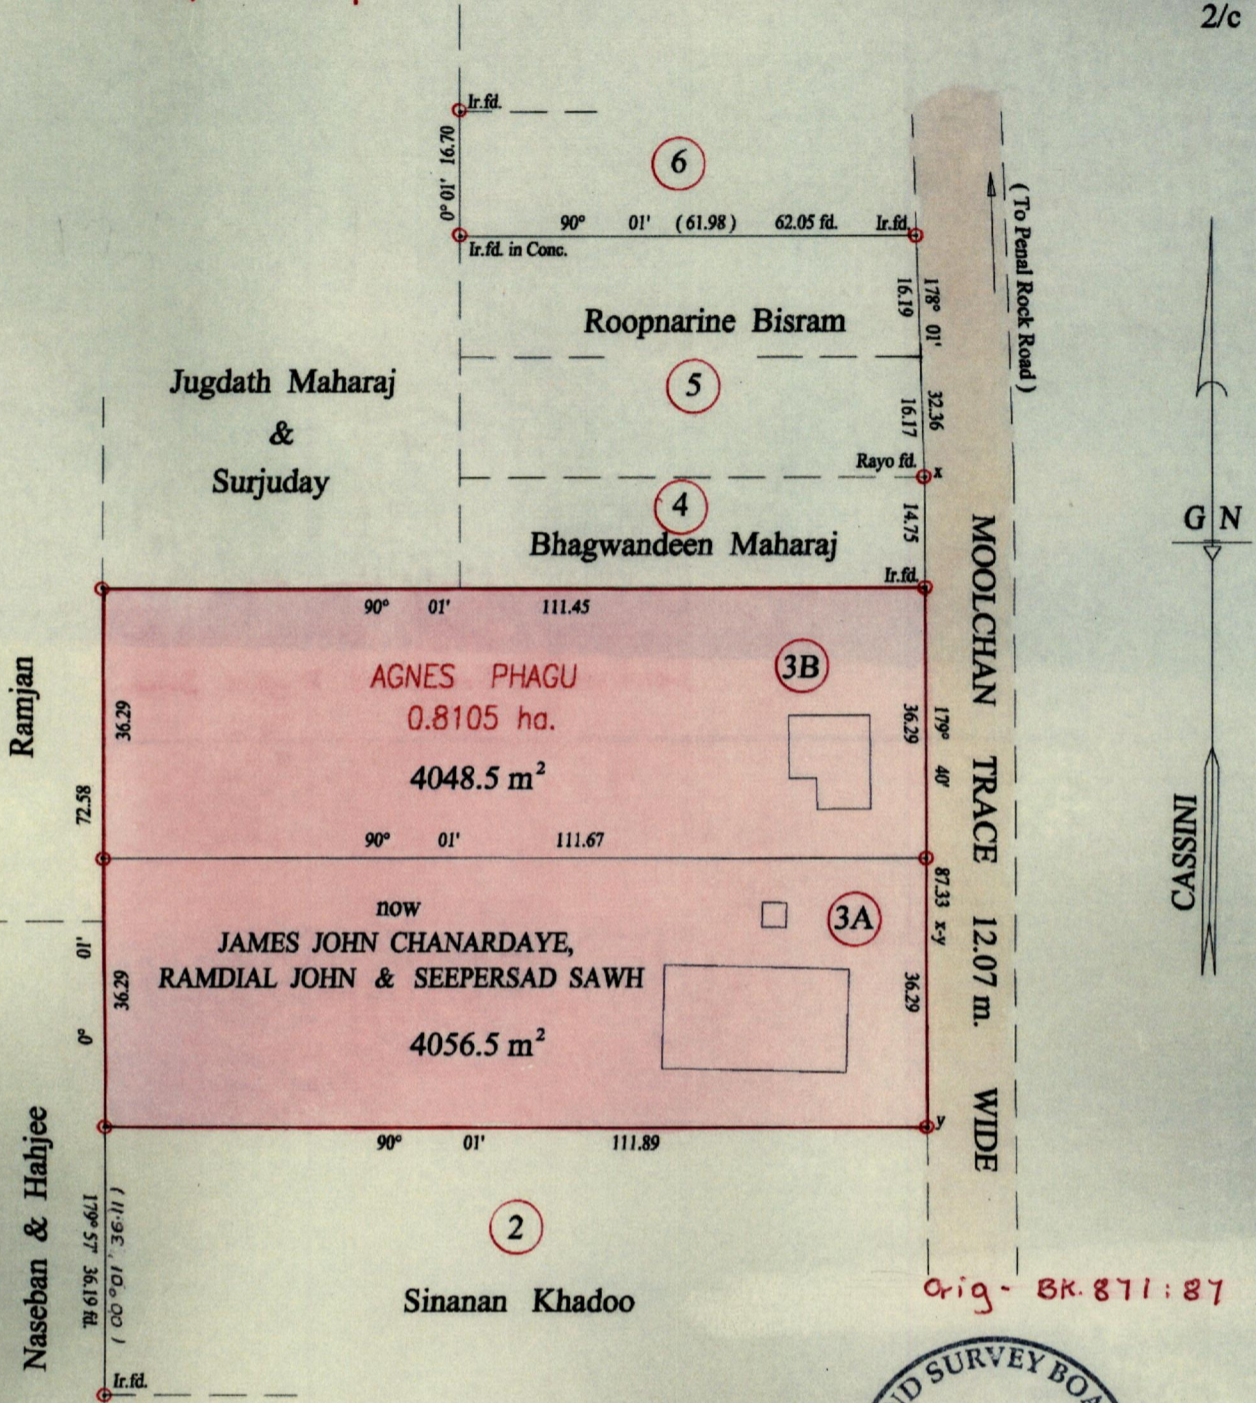 2/c
Ir.fd.
0° 01' 16.70
6
90° 01' (61.98) 62.05 fd. Ir.fd.
Ir.fd. in Conc.
(To Penal Rock Road)
178° 01' 32.36
16.19
Roopnarine Bisram
Jugdath Maharaj
&
Surjuday
5
16.17
Rayo fd. x
4
14.75
Bhagwandeen Maharaj
Ir.fd.
G N
CASSINI
90° 01' 111.45
Ramjan
AGNES PHAGU
0.8105 ha.
4048.5 m²
3B
36.29
36.29
179° 40' 87.33 x-y
MOOLCHAN TRACE 12.07 m. WIDE
0° 01' 72.58
90° 01' 111.67
now
JAMES JOHN CHANARDAYE,
RAMDIAL JOHN & SEEPERSAD SAWH
4056.5 m²
3A
36.29
36.29
y
90° 01' 111.89
Naseban & Hahjee
179° 57' 36.19 fd.
(00°01', 36.11)
2
Sinanan Khadoo
Orig - BK. 871 : 87
Ir.fd.
ND SURVEY BOA